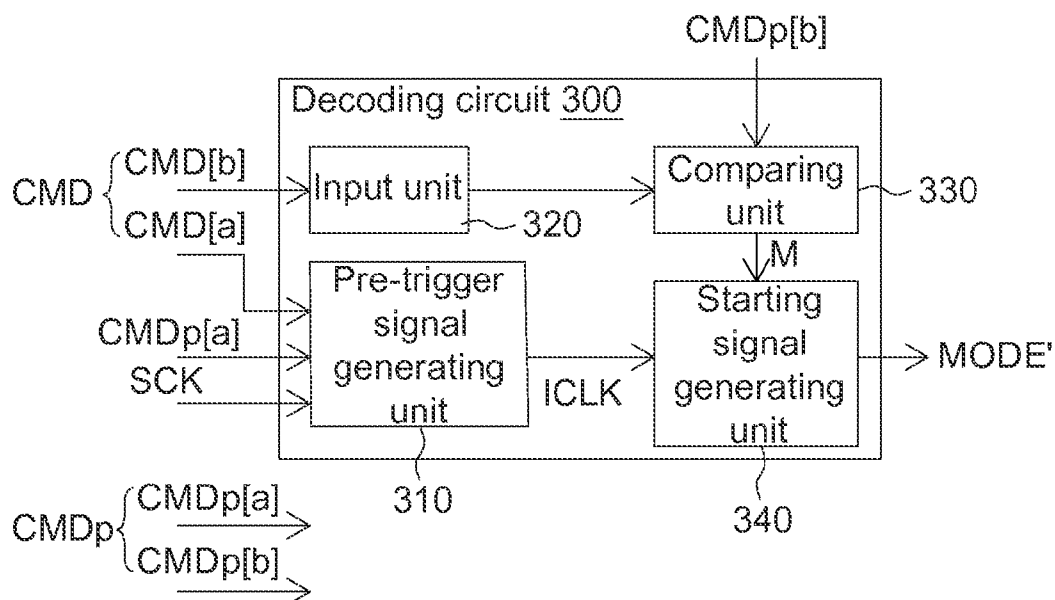 CMDp[b]
Decoding circuit 300
CMD
CMD[b]
CMD[a]
Input unit
320
Comparing
unit
330
M
CMDp[a]
SCK
Pre-trigger
signal
generating
unit
310
ICLK
Starting
signal
generating
unit
340
MODE'
CMDp
CMDp[a]
CMDp[b]